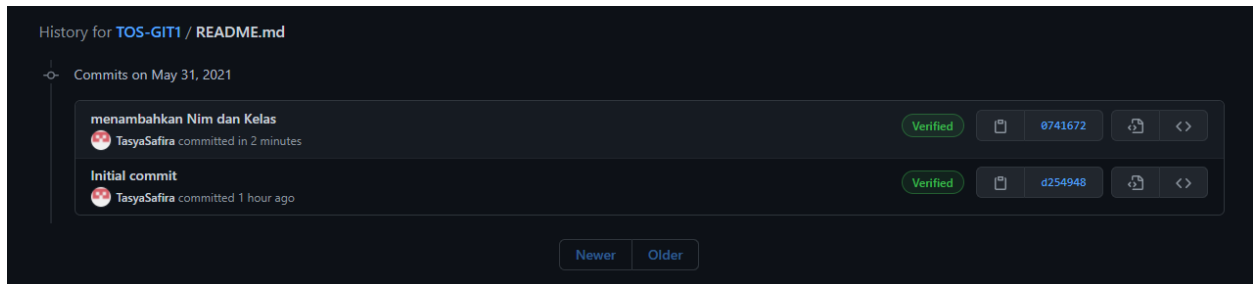 History for TOS-GIT1 / README.md
Commits on May 31, 2021
menambahkan Nim dan Kelas
TasyaSafira committed in 2 minutes
Verified
0741672
Initial commit
TasyaSafira committed 1 hour ago
Verified
d254948
Newer Older